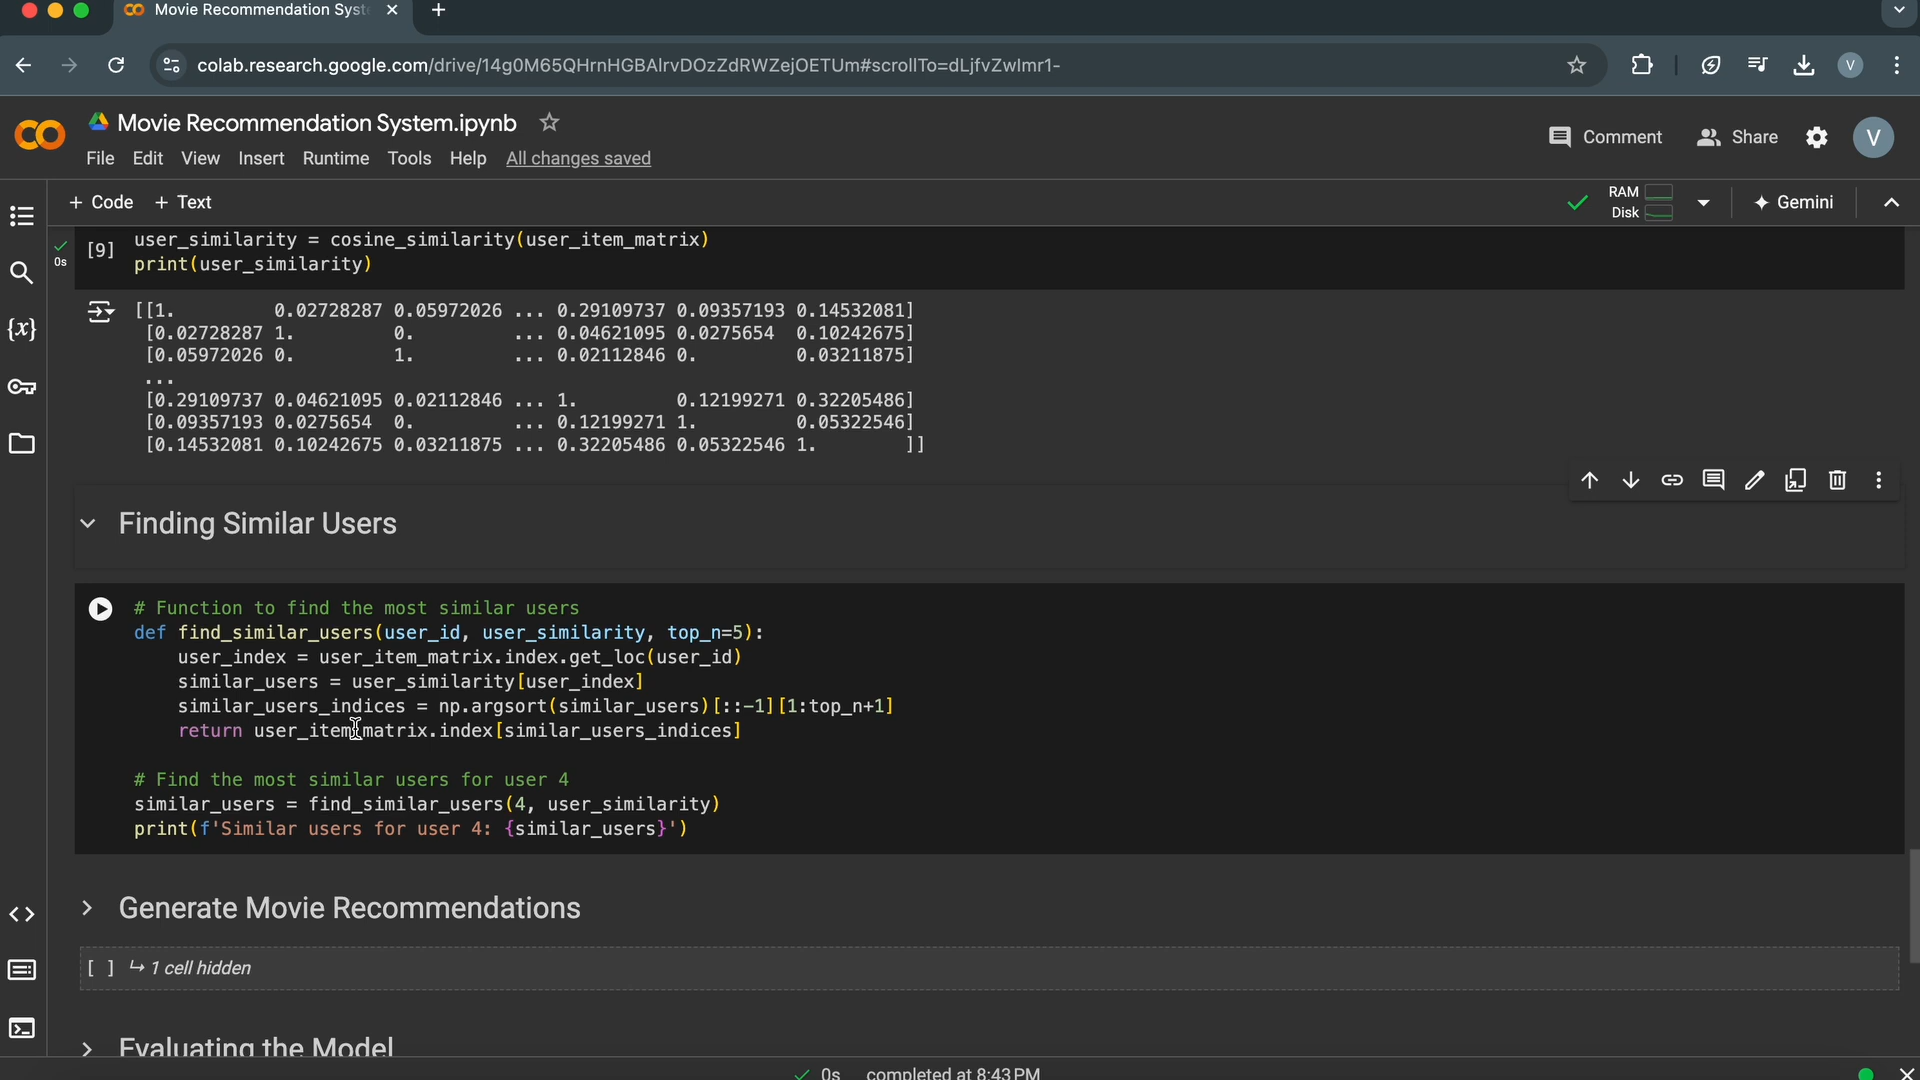 Movie Recommendation Syst
colab.research.google.com/drive/14g0M65QHrnHGBAlrvDOzZdRWZejOETUm#scrollTo=dLjfvZwlmr1-
V
Movie Recommendation System.ipynb
Comment
Share
V
File Edit View Insert Runtime Tools Help All changes saved
+ Code + Text
RAM
Disk
Gemini
0s
[9] user_similarity = cosine_similarity(user_item_matrix)
print(user_similarity)
{x}
[[1. 0.02728287 0.05972026 ... 0.29109737 0.09357193 0.14532081]
[0.02728287 1. 0. ... 0.04621095 0.0275654 0.10242675]
[0.05972026 0. 1. ... 0.02112846 0. 0.03211875]
...
[0.29109737 0.04621095 0.02112846 ... 1. 0.12199271 0.32205486]
[0.09357193 0.0275654 0. ... 0.12199271 1. 0.05322546]
[0.14532081 0.10242675 0.03211875 ... 0.32205486 0.05322546 1. ]]
Finding Similar Users
# Function to find the most similar users
def find_similar_users(user_id, user_similarity, top_n=5):
user_index = user_item_matrix.index.get_loc(user_id)
similar_users = user_similarity[user_index]
similar_users_indices = np.argsort(similar_users)[::-1][1:top_n+1]
return user_item_matrix.index[similar_users_indices]
# Find the most similar users for user 4
similar_users = find_similar_users(4, user_similarity)
print(f'Similar users for user 4: {similar_users}')
Generate Movie Recommendations
[ ] ↳ 1 cell hidden
Evaluating the Model
0s completed at 8:43 PM